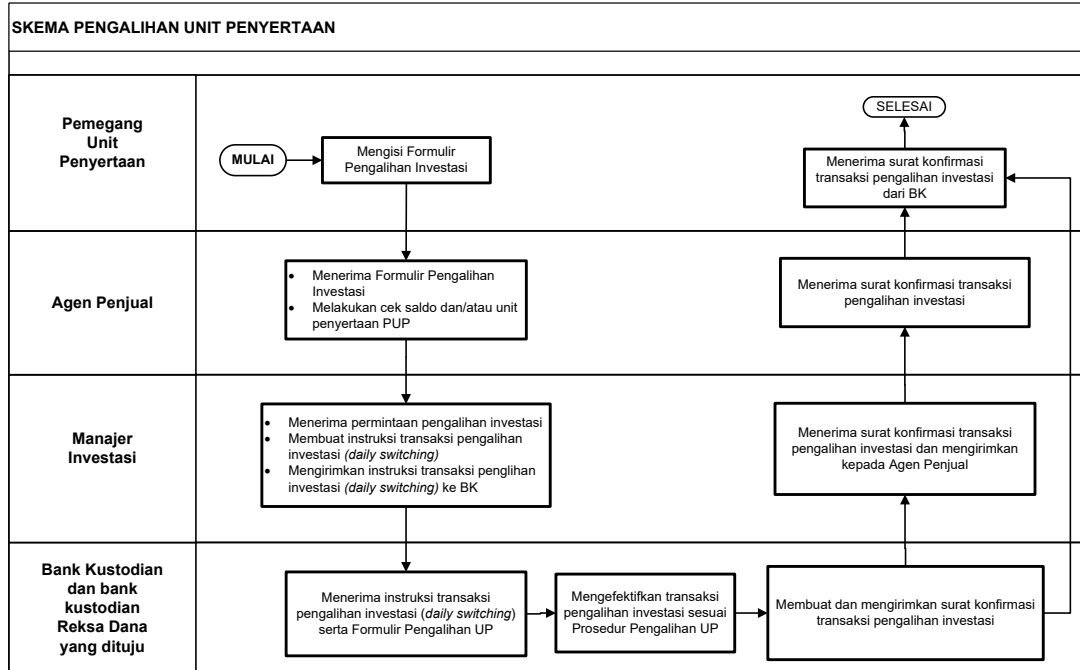 SKEMA PENGALIHAN UNIT PENYERTAAN
Pemegang
Unit
Penyertaan
MULAI
Mengisi Formulir
Pengalihan Investasi
SELESAI
Menerima surat konfirmasi
transaksi pengalihan investasi
dari BK
Agen Penjual
• Menerima Formulir Pengalihan
Investasi
• Melakukan cek saldo dan/atau unit
penyertaan PUP
Menerima surat konfirmasi transaksi
pengalihan investasi
Manajer
Investasi
• Menerima permintaan pengalihan investasi
• Membuat instruksi transaksi pengalihan
investasi (daily switching)
• Mengirimkan instruksi transaksi penglihan
investasi (daily switching) ke BK
Menerima surat konfirmasi transaksi
pengalihan investasi dan mengirimkan
kepada Agen Penjual
Bank Kustodian
dan bank
kustodian
Reksa Dana
yang dituju
Menerima instruksi transaksi
pengalihan investasi (daily switching)
serta Formulir Pengalihan UP
Mengefektifkan transaksi
pengalihan investasi sesuai
Prosedur Pengalihan UP
Membuat dan mengirimkan surat konfirmasi
transaksi pengalihan investasi